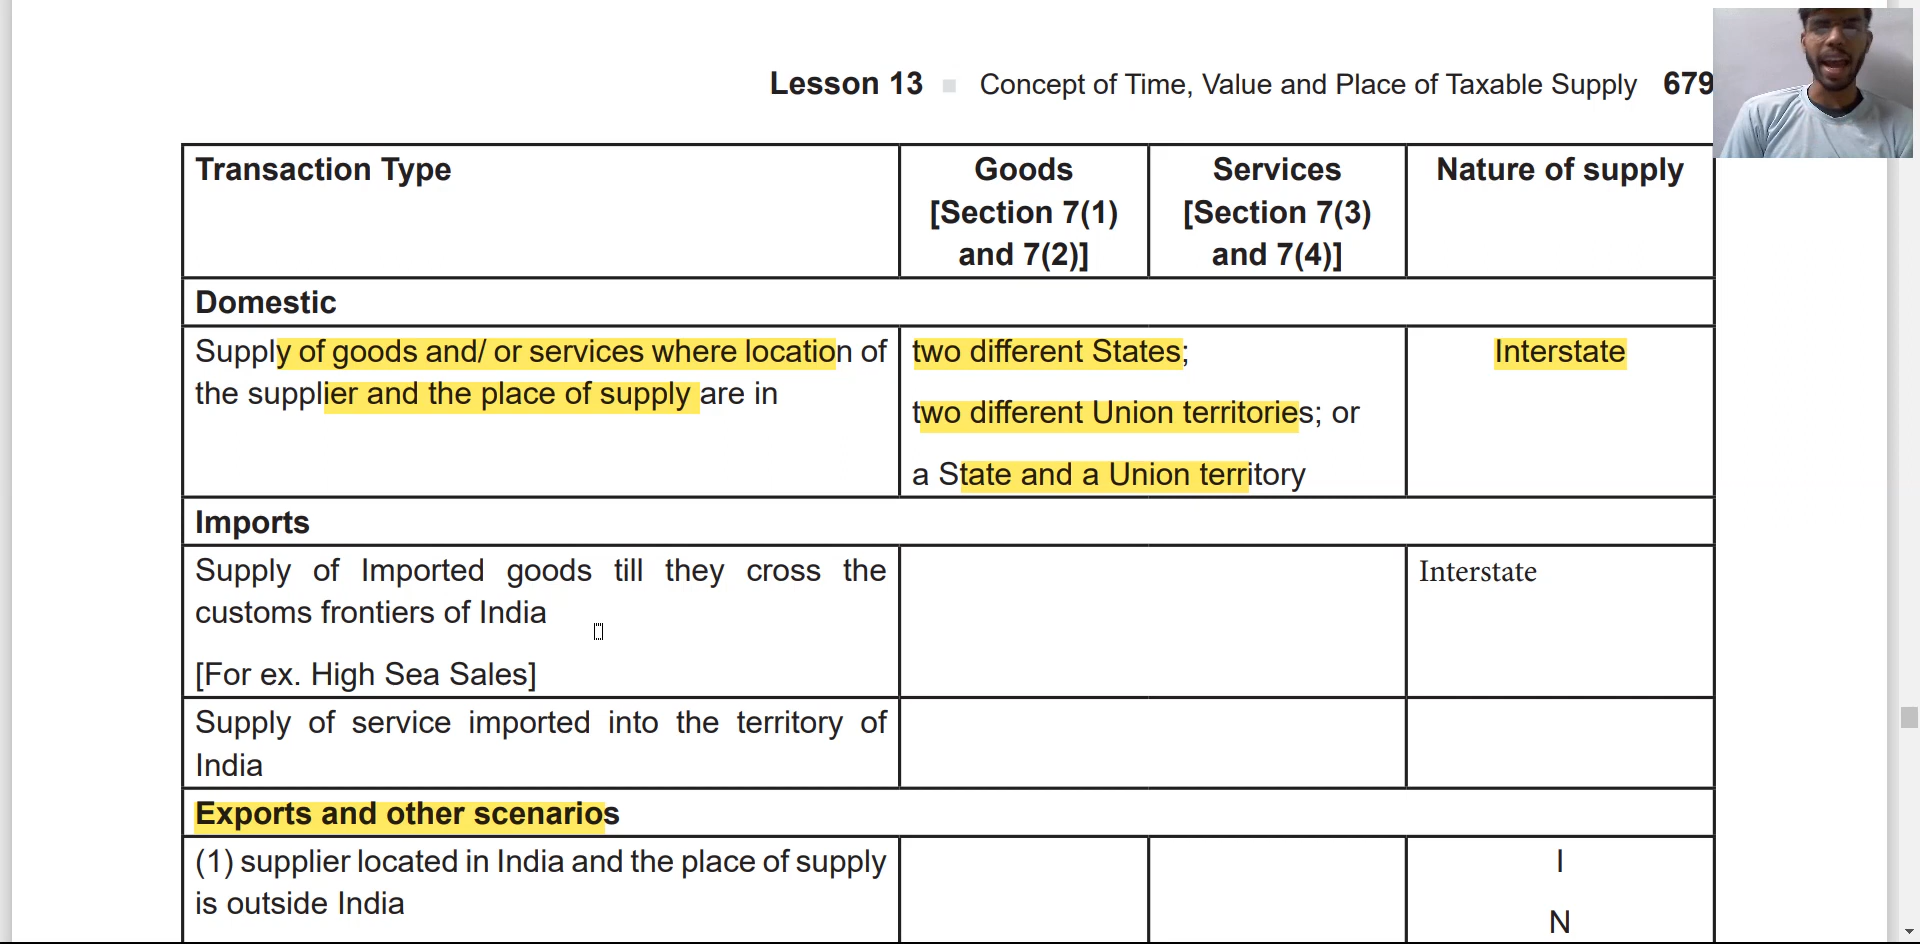 Lesson 13 ■ Concept of Time, Value and Place of Taxable Supply 679
Transaction Type
Goods
[Section 7(1)
and 7(2)]
Services
[Section 7(3)
and 7(4)]
Nature of supply
Domestic
Supply of goods and/ or services where location of
the supplier and the place of supply are in
two different States;
two different Union territories; or
a State and a Union territory
Interstate
Imports
Supply of Imported goods till they cross the
customs frontiers of India
[For ex. High Sea Sales]
Interstate
Supply of service imported into the territory of
India
Exports and other scenarios
(1) supplier located in India and the place of supply
is outside India
I
N